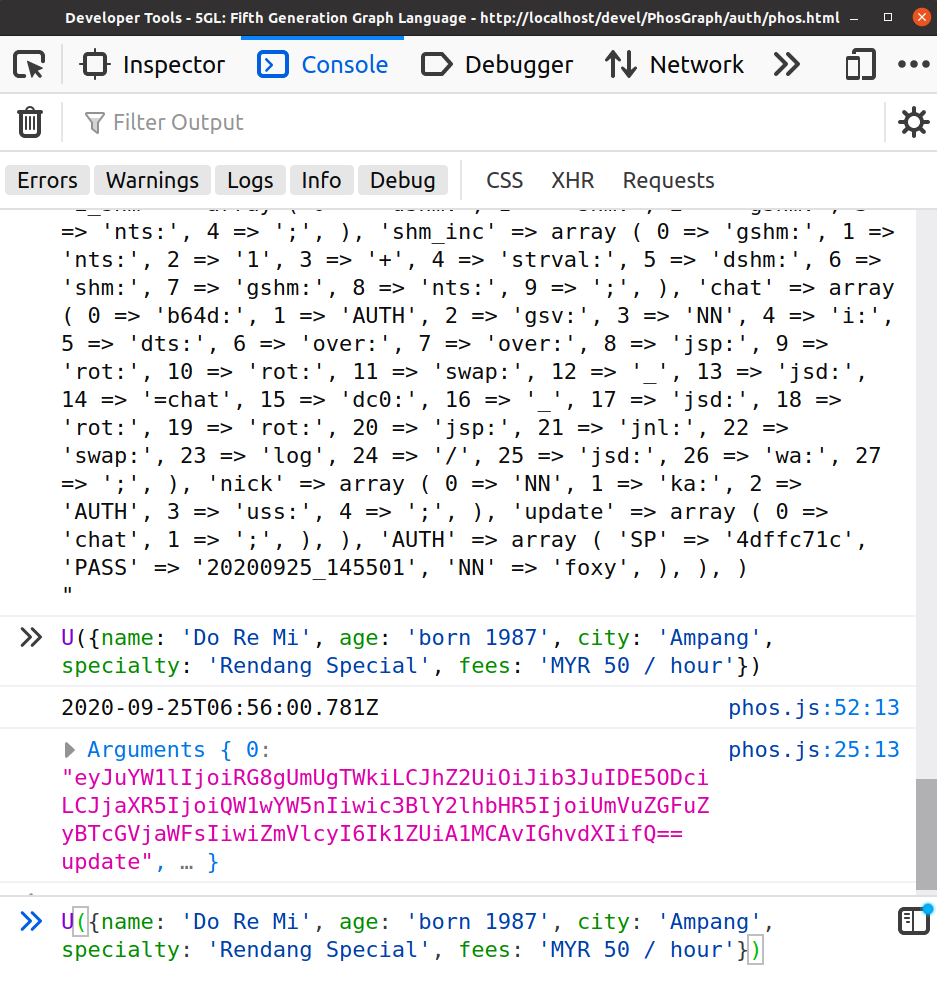 Developer Tools - 5GL: Fifth Generation Graph Language - http://localhost/devel/PhosGraph/auth/phos.html
Inspector Console Debugger Network
Filter Output
Errors Warnings Logs Info Debug CSS XHR Requests
=> 'nts:', 4 => ';', ), 'shm_inc' => array ( 0 => 'gshm:', 1 =>
'nts:', 2 => '1', 3 => '+', 4 => 'strval:', 5 => 'dshm:', 6 =>
'shm:', 7 => 'gshm:', 8 => 'nts:', 9 => ';', ), 'chat' => array
( 0 => 'b64d:', 1 => 'AUTH', 2 => 'gsv:', 3 => 'NN', 4 => 'i:',
5 => 'dts:', 6 => 'over:', 7 => 'over:', 8 => 'jsp:', 9 =>
'rot:', 10 => 'rot:', 11 => 'swap:', 12 => '_', 13 => 'jsd:',
14 => '=chat', 15 => 'dc0:', 16 => '_', 17 => 'jsd:', 18 =>
'rot:', 19 => 'rot:', 20 => 'jsp:', 21 => 'jnl:', 22 =>
'swap:', 23 => 'log', 24 => '/', 25 => 'jsd:', 26 => 'wa:', 27
=> ';', ), 'nick' => array ( 0 => 'NN', 1 => 'ka:', 2 =>
'AUTH', 3 => 'uss:', 4 => ';', ), 'update' => array ( 0 =>
'chat', 1 => ';', ), ), 'AUTH' => array ( 'SP' => '4dffc71c',
'PASS' => '20200925_145501', 'NN' => 'foxy', ), ), )
"
U({name: 'Do Re Mi', age: 'born 1987', city: 'Ampang',
specialty: 'Rendang Special', fees: 'MYR 50 / hour'})
2020-09-25T06:56:00.781Z phos.js:52:13
Arguments { 0: phos.js:25:13
"eyJuYW1lIjoiRG8gUmUgTWkiLCJhZ2UiOiJib3JuIDE5ODci
LCJjaXR5IjoiQW1wYW5nIiwic3BlY2lhbHR5IjoiUmVuZGFuZ
yBTcGVjaWFsIiwiZmVlcyI6Ik1ZUiA1MCAvIGhvdXIifQ==
update", … }
U({name: 'Do Re Mi', age: 'born 1987', city: 'Ampang',
specialty: 'Rendang Special', fees: 'MYR 50 / hour'})